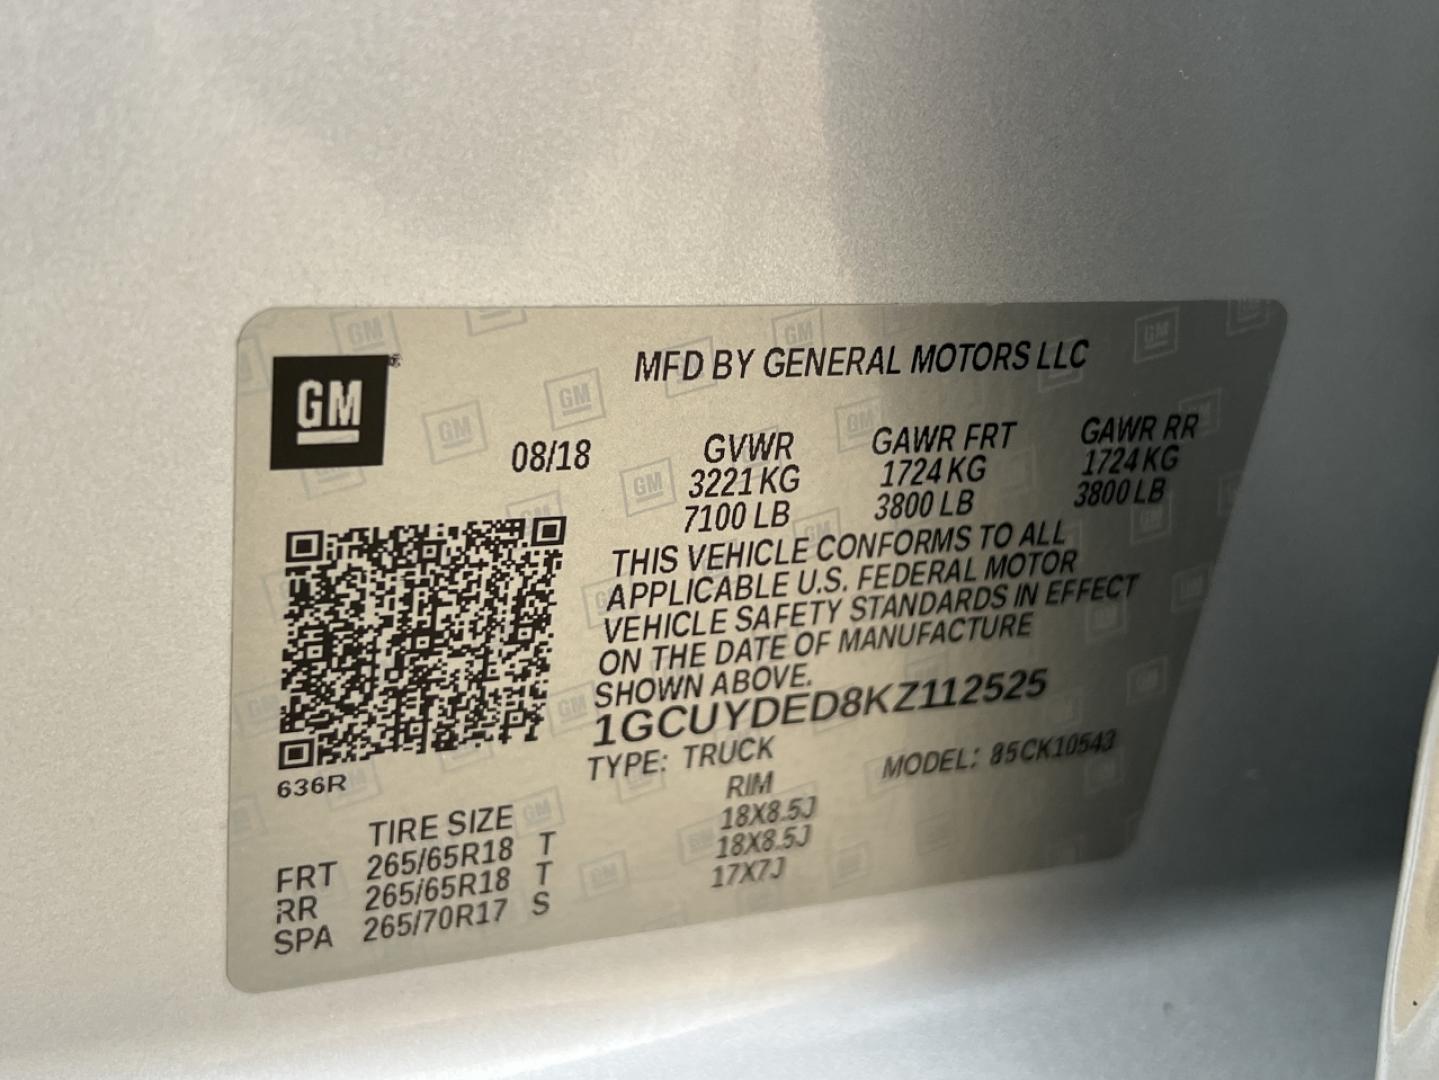 GM
MFD BY GENERAL MOTORS LLC
08/18
GVWR GAWR FRT GAWR RR
3221 KG 1724 KG 1724 KG
7100 LB 3800 LB 3800 LB
THIS VEHICLE CONFORMS TO ALL
APPLICABLE U.S. FEDERAL MOTOR
VEHICLE SAFETY STANDARDS IN EFFECT
ON THE DATE OF MANUFACTURE
SHOWN ABOVE.
1GCUYDED8KZ112525
TYPE: TRUCK MODEL: 85CK10543
636R
TIRE SIZE RIM
FRT 265/65R18 T 18X8.5J
RR 265/65R18 T 18X8.5J
SPA 265/70R17 S 17X7J